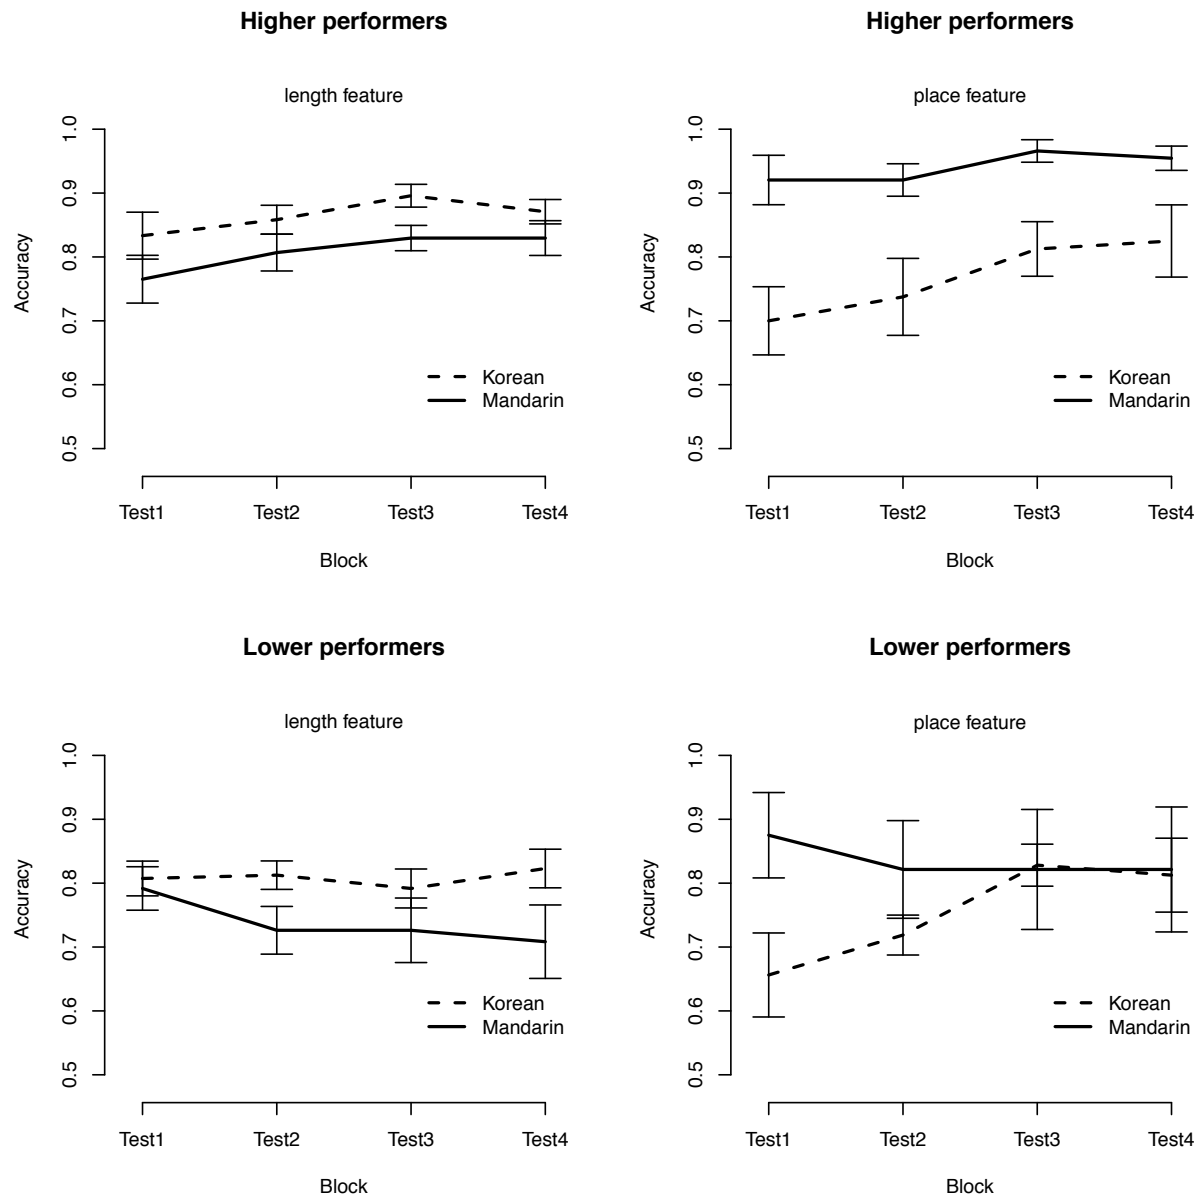 Higher performers
length feature
Accuracy
1.0
0.9
0.8
0.7
0.6
0.5
Korean
Mandarin
Test1 Test2 Test3 Test4
Block
Higher performers
place feature
Accuracy
1.0
0.9
0.8
0.7
0.6
0.5
Korean
Mandarin
Test1 Test2 Test3 Test4
Block
Lower performers
length feature
Accuracy
1.0
0.9
0.8
0.7
0.6
0.5
Korean
Mandarin
Test1 Test2 Test3 Test4
Block
Lower performers
place feature
Accuracy
1.0
0.9
0.8
0.7
0.6
0.5
Korean
Mandarin
Test1 Test2 Test3 Test4
Block